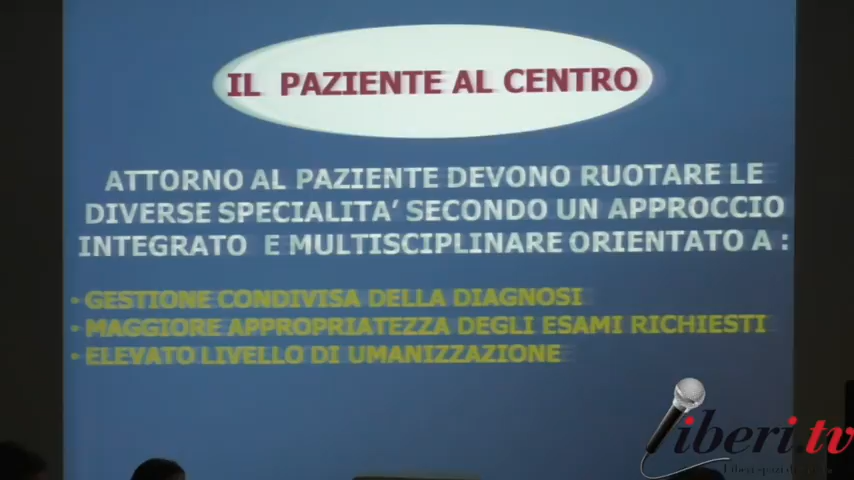 IL PAZIENTE AL CENTRO
ATTORNO AL PAZIENTE DEVONO RUOTARE LE
DIVERSE SPECIALITA' SECONDO UN APPROCCIO
INTEGRATO E MULTISCIPLINARE ORIENTATO A :
• GESTIONE CONDIVISA DELLA DIAGNOSI
• MAGGIORE APPROPRIATEZZA DEGLI ESAMI RICHIESTI
• ELEVATO LIVELLO DI UMANIZZAZIONE
liberi.tv